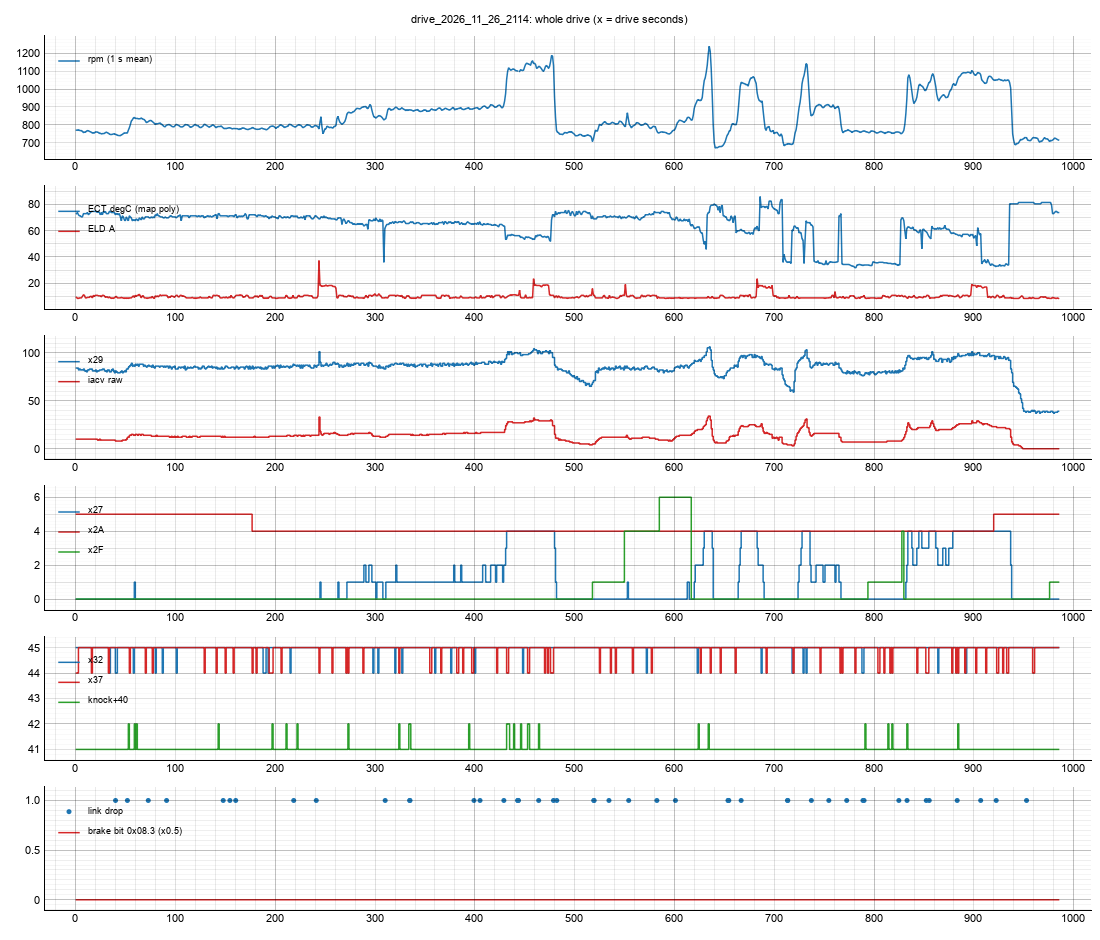 drive_2026_11_26_2114: whole drive (x = drive seconds)
1200
1100
1000
900
800
700
rpm (1 s mean)
0 100 200 300 400 500 600 700 800 900 1000
80
60
40
20
ECT degC (map poly)
ELD A
0 100 200 300 400 500 600 700 800 900 1000
100
50
0
x29
iacv raw
0 100 200 300 400 500 600 700 800 900 1000
6
4
2
0
x27
x2A
x2F
0 100 200 300 400 500 600 700 800 900 1000
45
44
43
42
41
x32
x37
knock+40
0 100 200 300 400 500 600 700 800 900 1000
1.0
0.5
0
link drop
brake bit 0x08.3 (x0.5)
0 100 200 300 400 500 600 700 800 900 1000